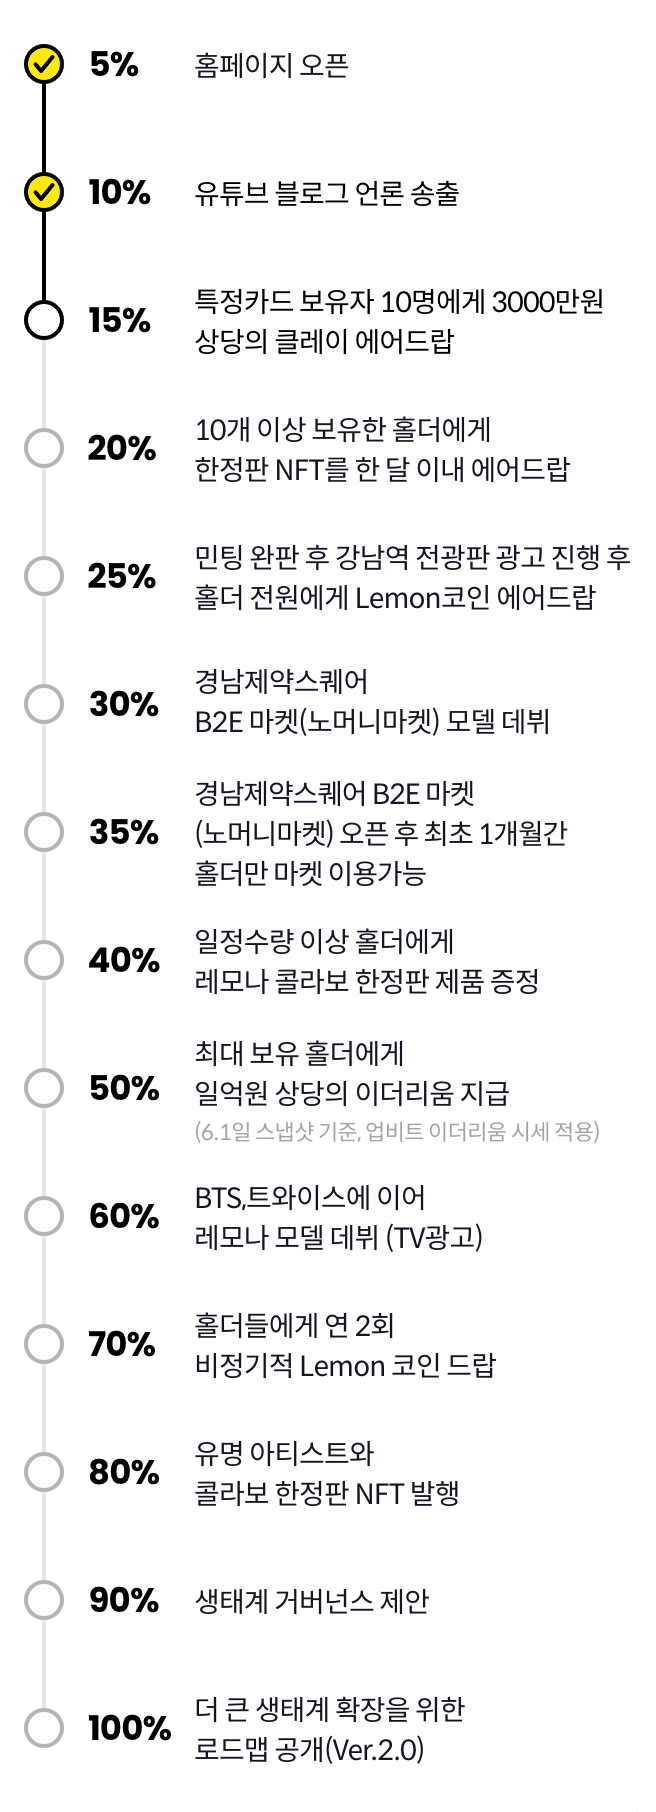 5% 홈페이지 오픈
10% 유튜브 블로그 언론 송출
15% 특정카드 보유자 10명에게 3000만원
상당의 클레이 에어드랍
20% 10개 이상 보유한 홀더에게
한정판 NFT를 한 달 이내 에어드랍
25% 민팅 완판 후 강남역 전광판 광고 진행 후
홀더 전원에게 Lemon코인 에어드랍
30% 경남제약스퀘어
B2E 마켓(노머니마켓) 모델 데뷔
35% 경남제약스퀘어 B2E 마켓
(노머니마켓) 오픈 후 최초 1개월간
홀더만 마켓 이용가능
40% 일정수량 이상 홀더에게
레모나 콜라보 한정판 제품 증정
50% 최대 보유 홀더에게
일억원 상당의 이더리움 지급
(6.1일 스냅샷 기준, 업비트 이더리움 시세 적용)
60% BTS,트와이스에 이어
레모나 모델 데뷔 (TV광고)
70% 홀더들에게 연 2회
비정기적 Lemon 코인 드랍
80% 유명 아티스트와
콜라보 한정판 NFT 발행
90% 생태계 거버넌스 제안
100% 더 큰 생태계 확장을 위한
로드맵 공개(Ver.2.0)